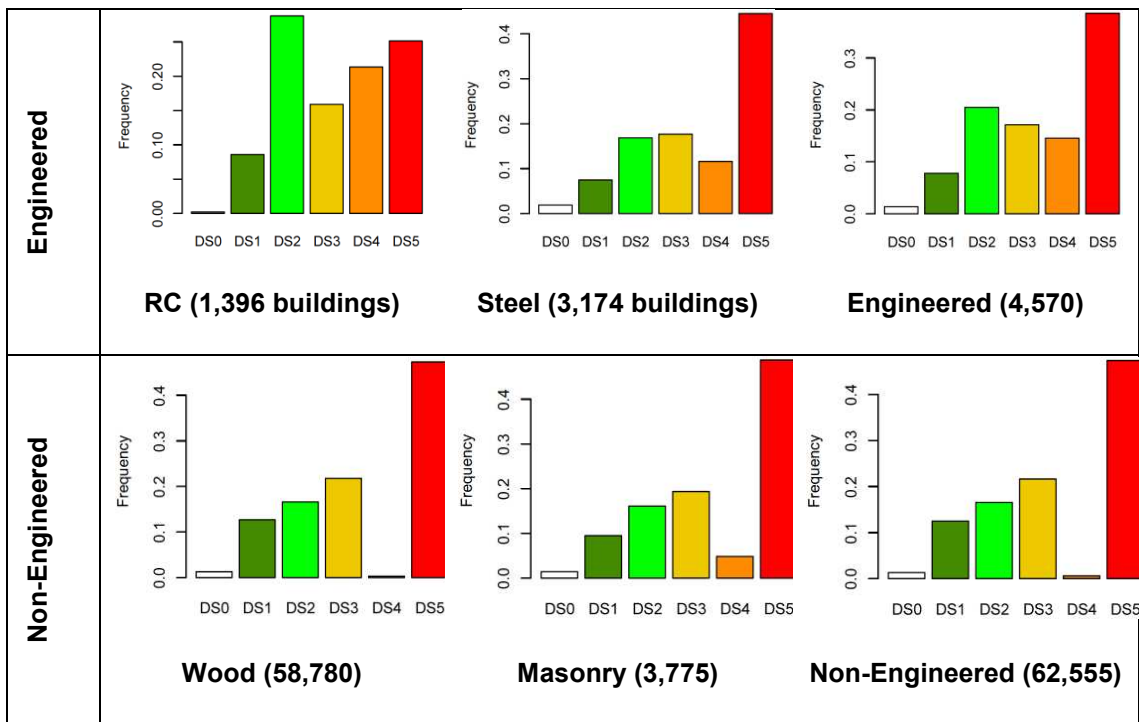 Engineered
Frequency
0.00 0.10 0.20
DS0 DS1 DS2 DS3 DS4 DS5
RC (1,396 buildings)
Frequency
0.0 0.1 0.2 0.3 0.4
DS0 DS1 DS2 DS3 DS4 DS5
Steel (3,174 buildings)
Frequency
0.0 0.1 0.2 0.3
DS0 DS1 DS2 DS3 DS4 DS5
Engineered (4,570)
Non-Engineered
Frequency
0.0 0.1 0.2 0.3 0.4
DS0 DS1 DS2 DS3 DS4 DS5
Wood (58,780)
Frequency
0.0 0.1 0.2 0.3 0.4
DS0 DS1 DS2 DS3 DS4 DS5
Masonry (3,775)
Frequency
0.0 0.1 0.2 0.3 0.4
DS0 DS1 DS2 DS3 DS4 DS5
Non-Engineered (62,555)